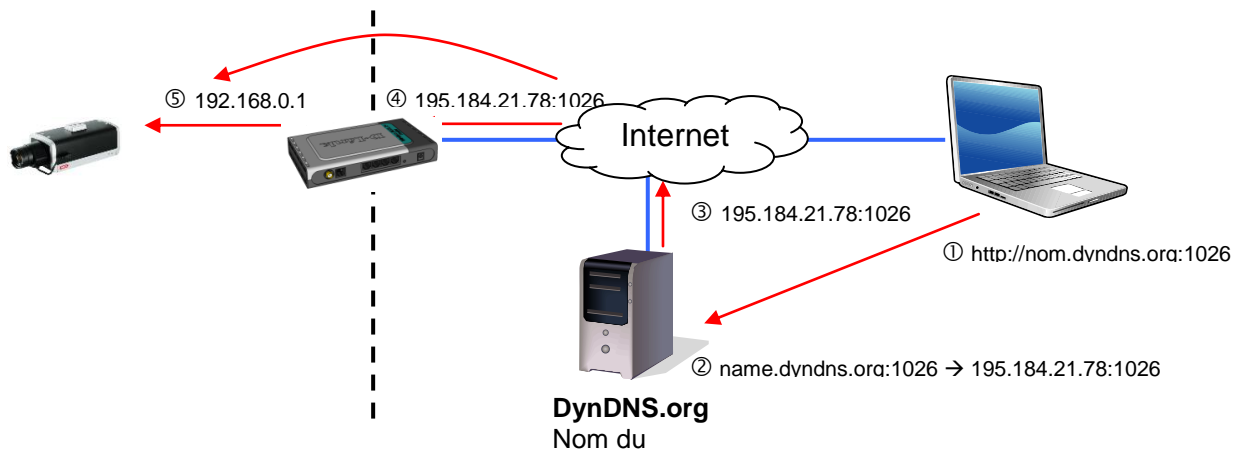 ⑤ 192.168.0.1
④ 195.184.21.78:1026
Internet
D-Link
③ 195.184.21.78:1026
① http://nom.dyndns.org:1026
② name.dyndns.org:1026 → 195.184.21.78:1026
DynDNS.org
Nom du